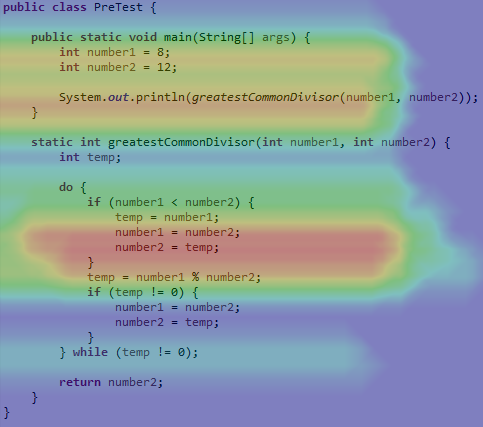 public class PreTest {
public static void main(String[] args) {
int number1 = 8;
int number2 = 12;
System.out.println(greatestCommonDivisor(number1, number2));
}
static int greatestCommonDivisor(int number1, int number2) {
int temp;
do {
if (number1 < number2) {
temp = number1;
number1 = number2;
number2 = temp;
}
temp = number1 % number2;
if (temp != 0) {
number1 = number2;
number2 = temp;
}
} while (temp != 0);
return number2;
}
}